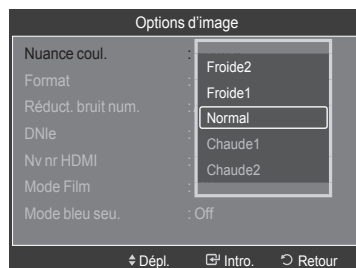 Options d'image
Nuance coul. :
Froide2
Froide1
Normal
Chaude1
Chaude2
Format :
Réduct. bruit num. :
DNIe :
Nv nr HDMI :
Mode Film :
Mode bleu seu. : Off
Dépl. Intro. Retour